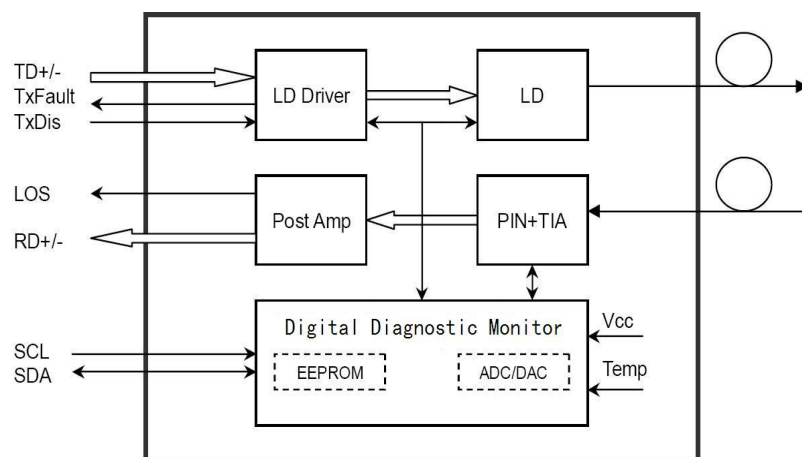 TD+/-
TxFault
TxDis
LD Driver
LD
LOS
RD+/-
Post Amp
PIN+TIA
Digital Diagnostic Monitor
Vcc
SCL
SDA
EEPROM
ADC/DAC
Temp